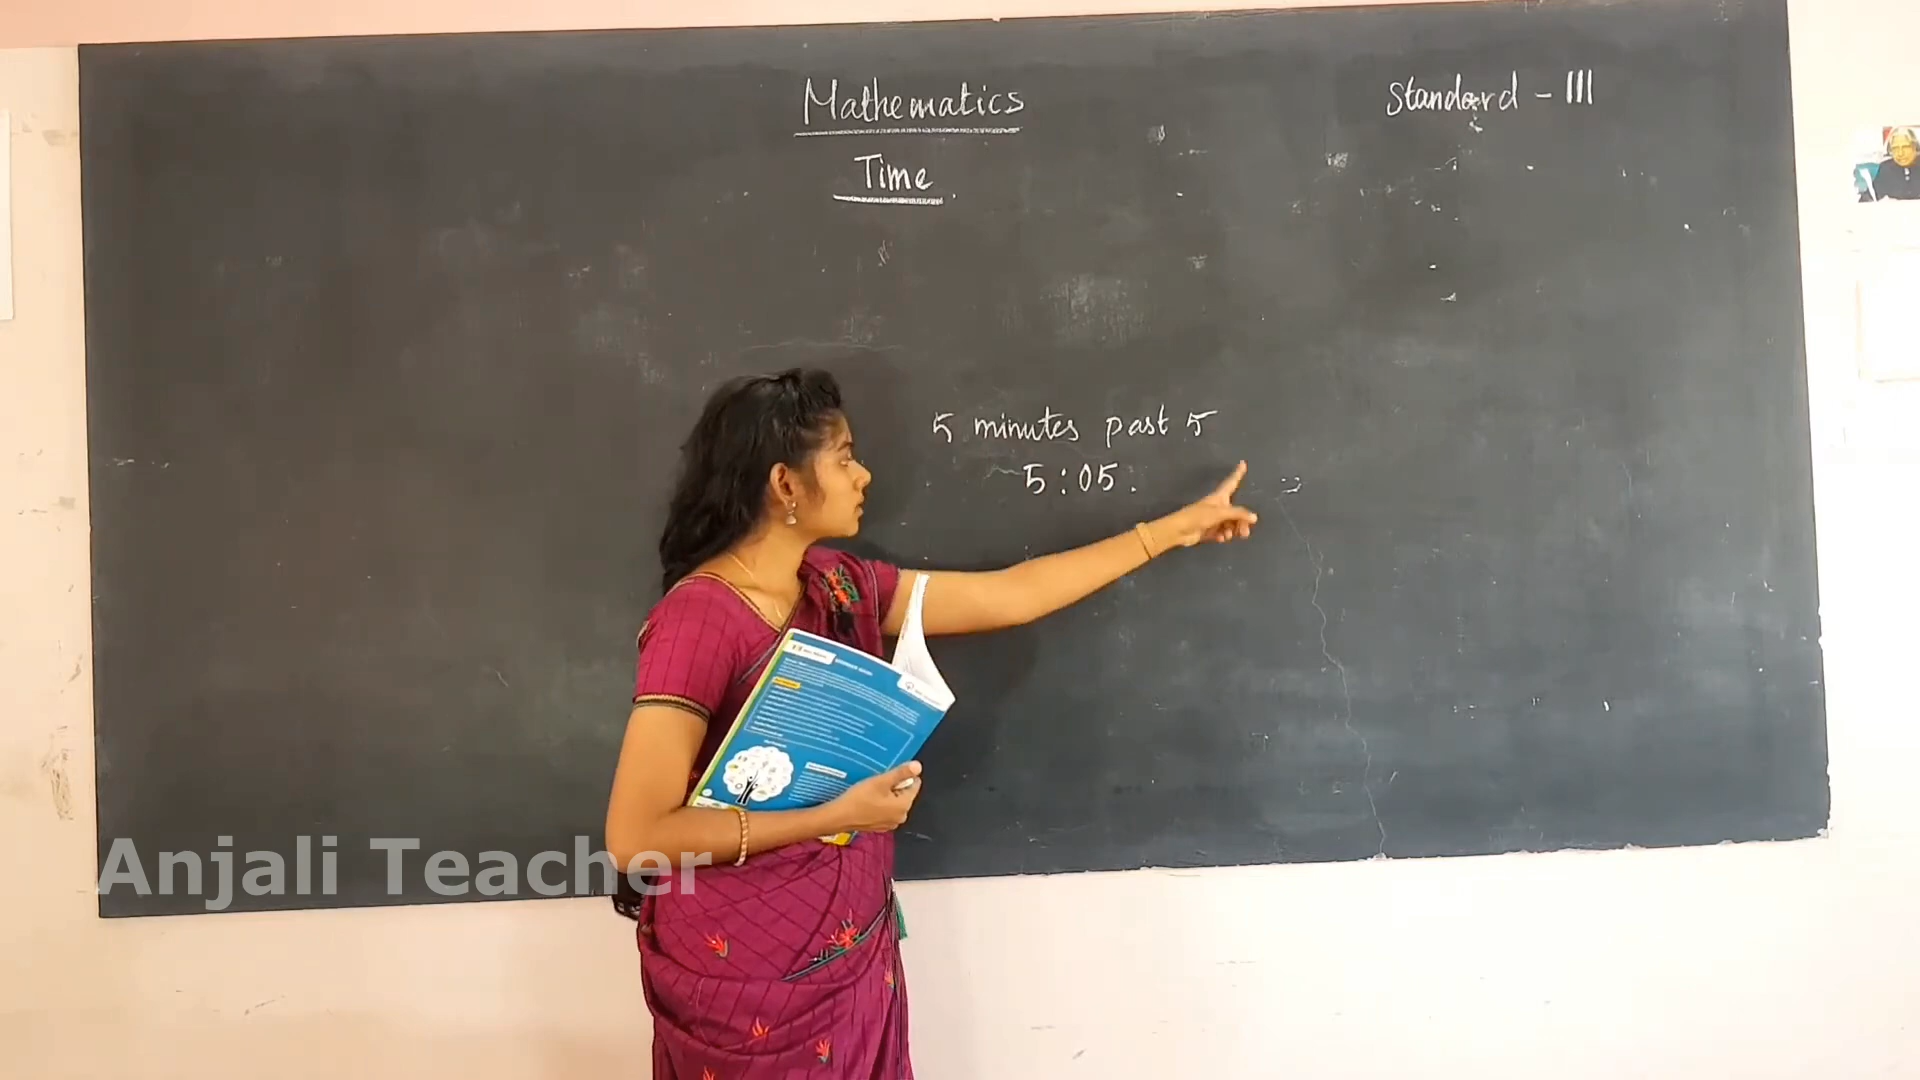 Mathematics
Standard - III
Time
5 minutes past 5
5:05.
Anjali Teacher